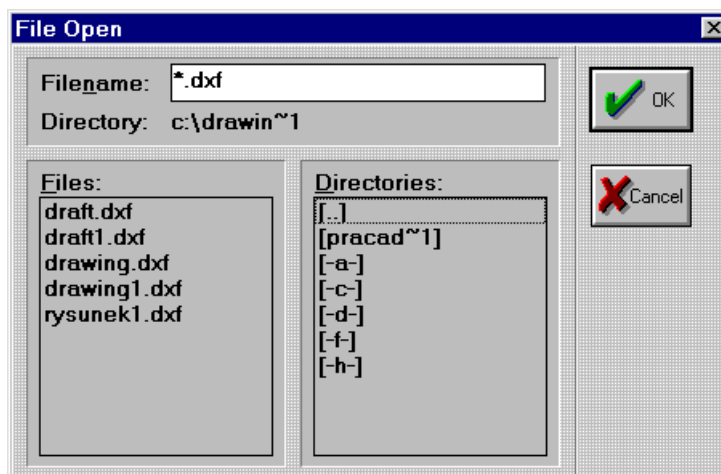 File Open
Filename: *.dxf
Directory: c:\drawin~1
OK
Cancel
Files:
draft.dxf
draft1.dxf
drawing.dxf
drawing1.dxf
rysunek1.dxf
Directories:
[..]
[pracad~1]
[-a-]
[-c-]
[-d-]
[-f-]
[-h-]